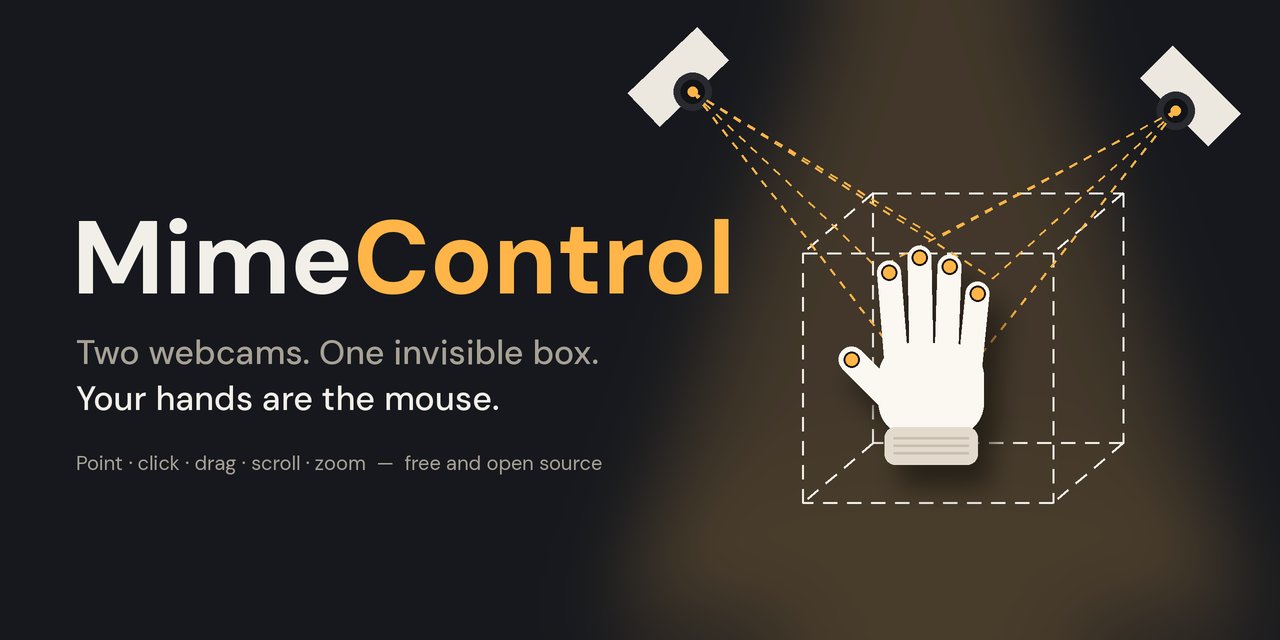 MimeControl
Two webcams. One invisible box.
Your hands are the mouse.
Point · click · drag · scroll · zoom — free and open source